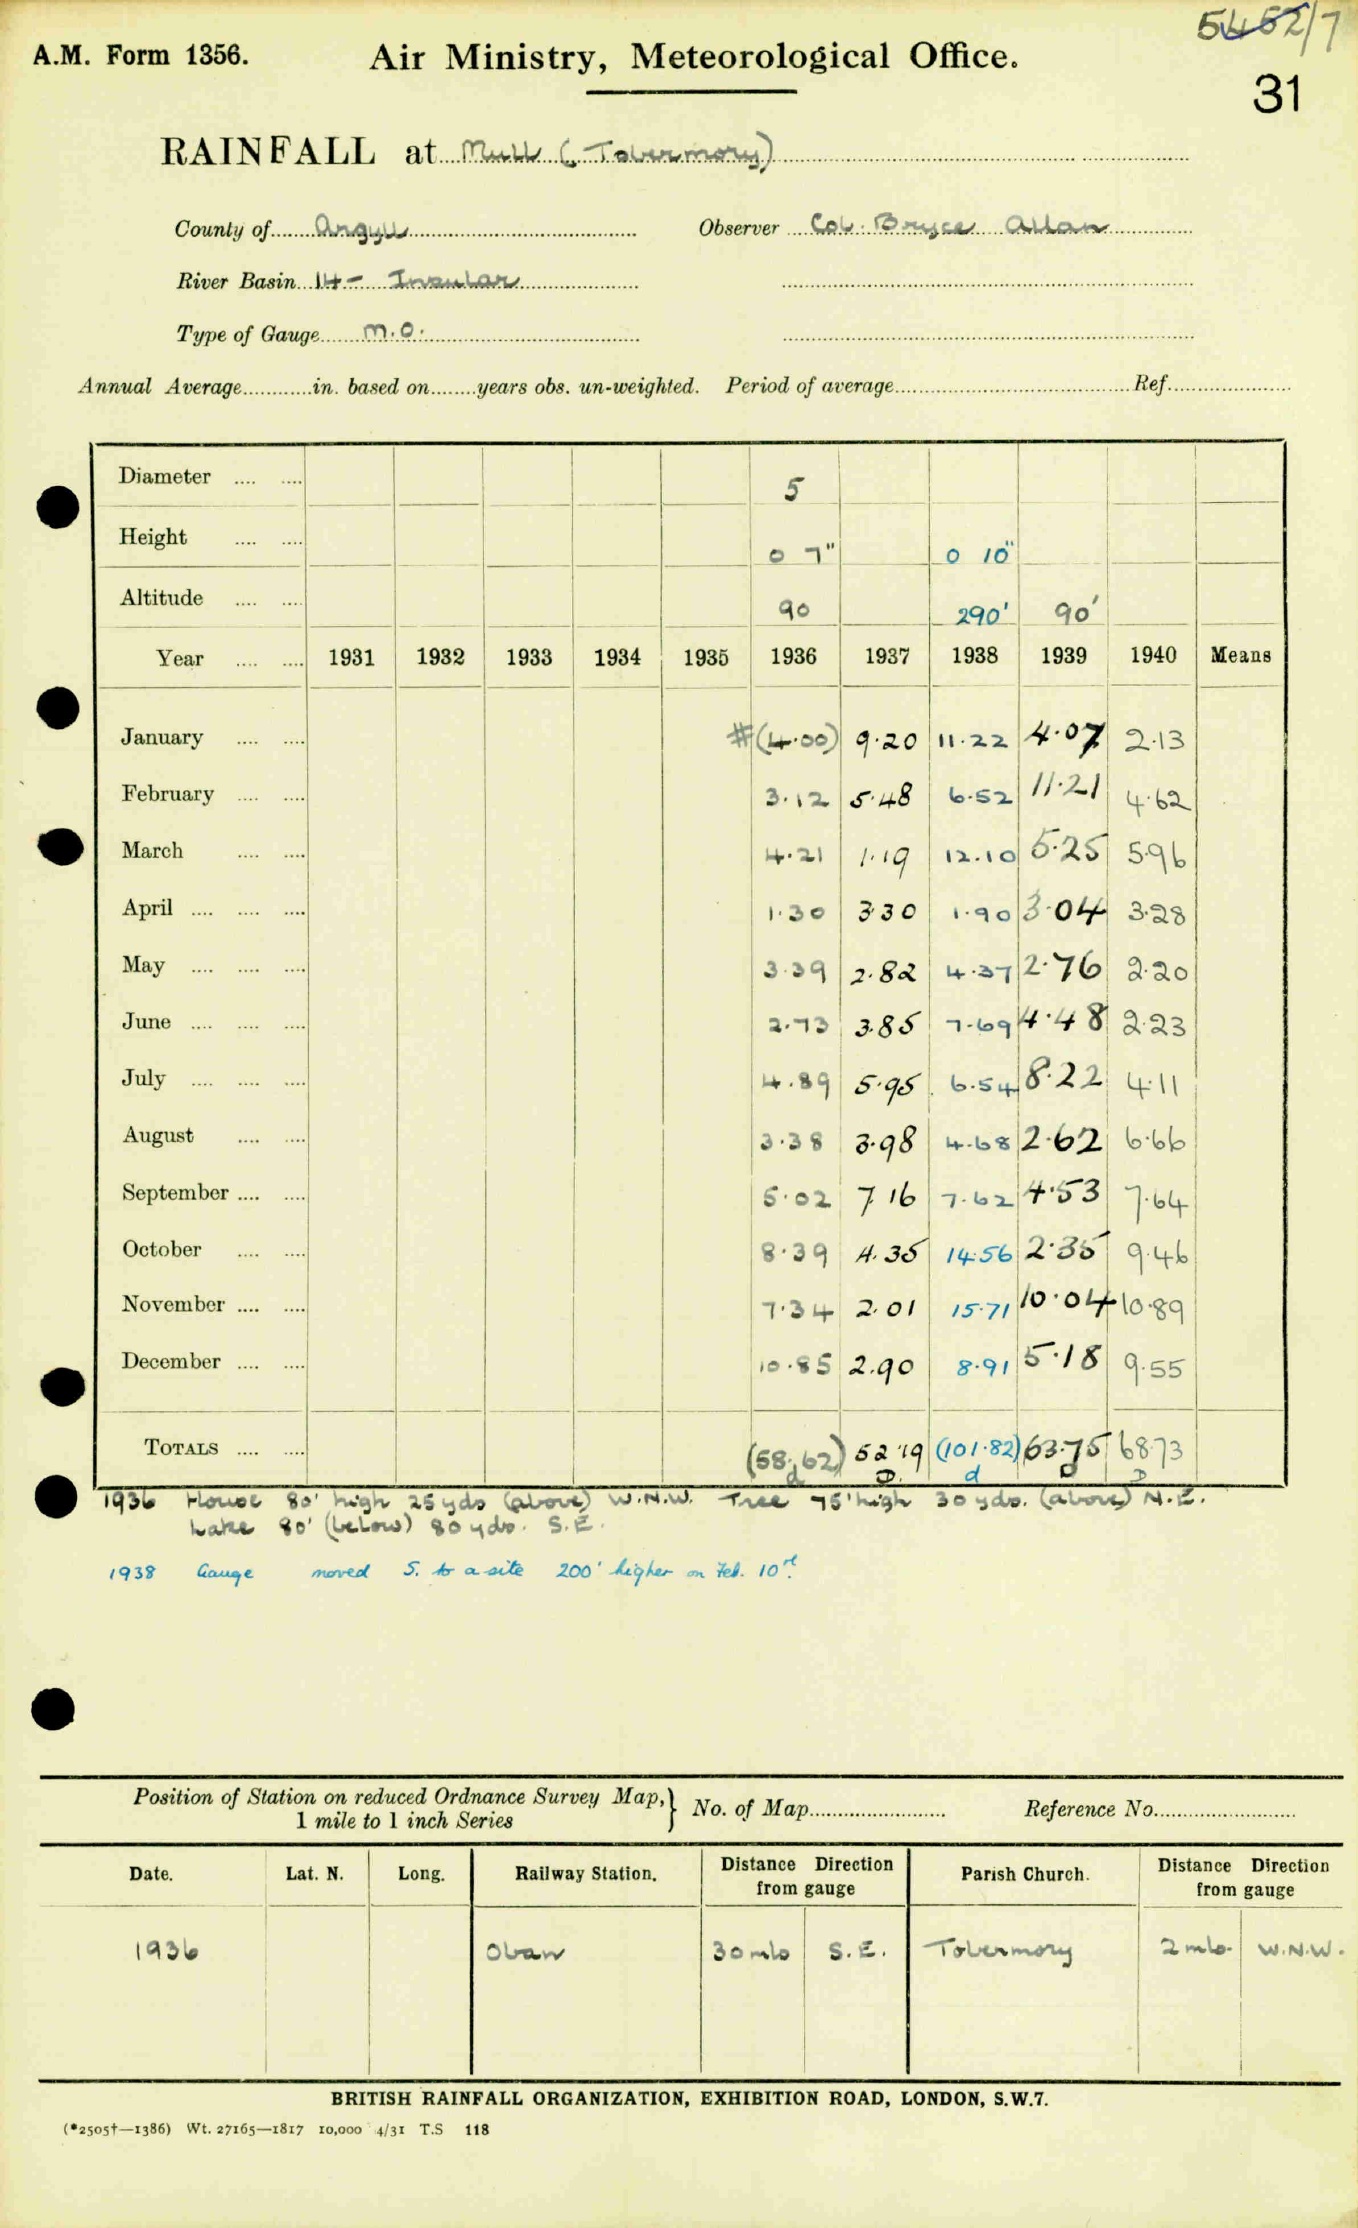 5452/7
A.M. Form 1356. Air Ministry, Meteorological Office.
31
RAINFALL at Mull (Tobermory)
County of Argyll Observer Col. Bryce Allan
River Basin 14- Insular
Type of Gauge M.O.
Annual Average............in. based on........years obs. un-weighted. Period of average.......... Ref..........
Diameter .... .... 5
Height .... .... 0 7" 0 10"
Altitude .... .... 90 290' 90'
Year .... .... 1931 1932 1933 1934 1935 1936 1937 1938 1939 1940 Means
January .... .... #(4.00) 9.20 11.22 4.07 2.13
February .... .... 3.12 5.48 6.52 11.21 4.62
March .... .... 4.21 1.19 12.10 5.25 5.96
April .... .... .... 1.30 3.30 1.90 3.04 3.28
May .... .... .... 3.39 2.82 4.37 2.76 2.20
June .... .... .... 2.73 3.85 7.69 4.48 2.23
July .... .... .... 4.89 5.95 6.54 8.22 4.11
August .... .... 3.38 3.98 4.68 2.62 6.66
September .... .... 5.02 7.16 7.62 4.53 7.64
October .... .... 8.39 4.35 14.56 2.35 9.46
November .... .... 7.34 2.01 15.71 10.04 10.89
December .... .... 10.85 2.90 8.91 5.18 9.55
TOTALS .... .... (58.62) 52.19 (101.82) 63.75 68.73
d D. d D D
1936 House 80' high 25 yds (above) W.N.W. Tree 75' high 30 yds. (above) N.E.
Lake 80' (below) 80 yds. S.E.
1938 Gauge moved S. to a site 200' higher on Feb. 10th.
Position of Station on reduced Ordnance Survey Map, 1 mile to 1 inch Series } No. of Map.......... Reference No..........
Date. Lat. N. Long. Railway Station. Distance Direction from gauge Parish Church. Distance Direction from gauge
1936 Oban 30 mls S.E. Tobermory 2 mls. W.N.W.
BRITISH RAINFALL ORGANIZATION, EXHIBITION ROAD, LONDON, S.W.7.
(*2505†—1386) Wt. 27165—1817 10,000 4/31 T.S 118